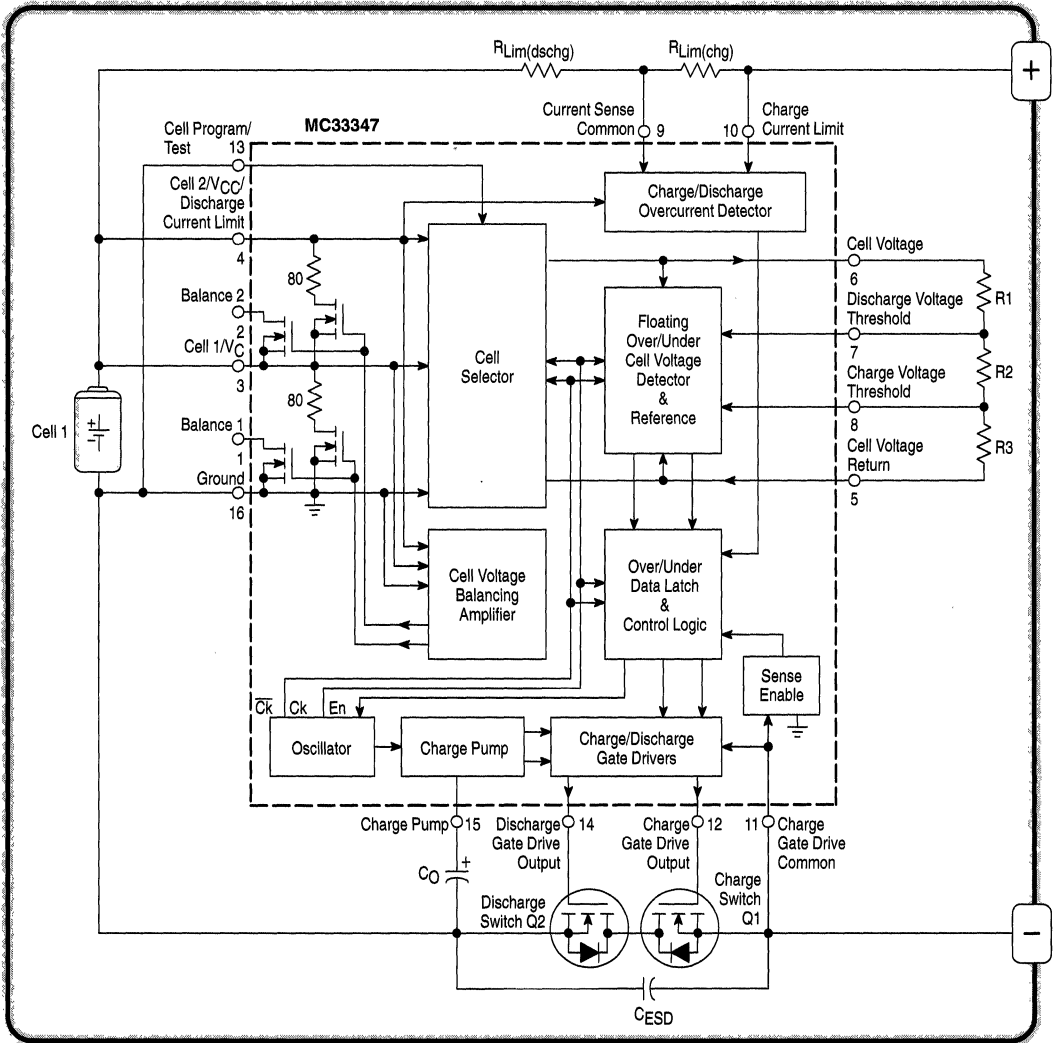 RLim(dschg)
RLim(chg)
+
Current Sense
Common
9
10
Charge
Current Limit
MC33347
Cell Program/
Test
13
Cell 2/VCC/
Discharge
Current Limit
4
Charge/Discharge
Overcurrent Detector
Cell Voltage
6
80
R1
Balance 2
2
Discharge Voltage
Threshold
7
Floating
Over/Under
Cell Voltage
Detector
&
Reference
Cell 1/VC
3
Cell
Selector
R2
Charge Voltage
Threshold
8
80
Cell 1
+
-
Balance 1
1
Cell Voltage
Return
5
R3
Ground
16
Cell Voltage
Balancing
Amplifier
Over/Under
Data Latch
&
Control Logic
Sense
Enable
Ck
Ck
En
Oscillator
Charge Pump
Charge/Discharge
Gate Drivers
Charge Pump
15
Discharge
Gate Drive
Output
14
Charge
Gate Drive
Output
12
11
Charge
Gate Drive
Common
CO
+
Discharge
Switch Q2
Charge
Switch
Q1
−
CESD